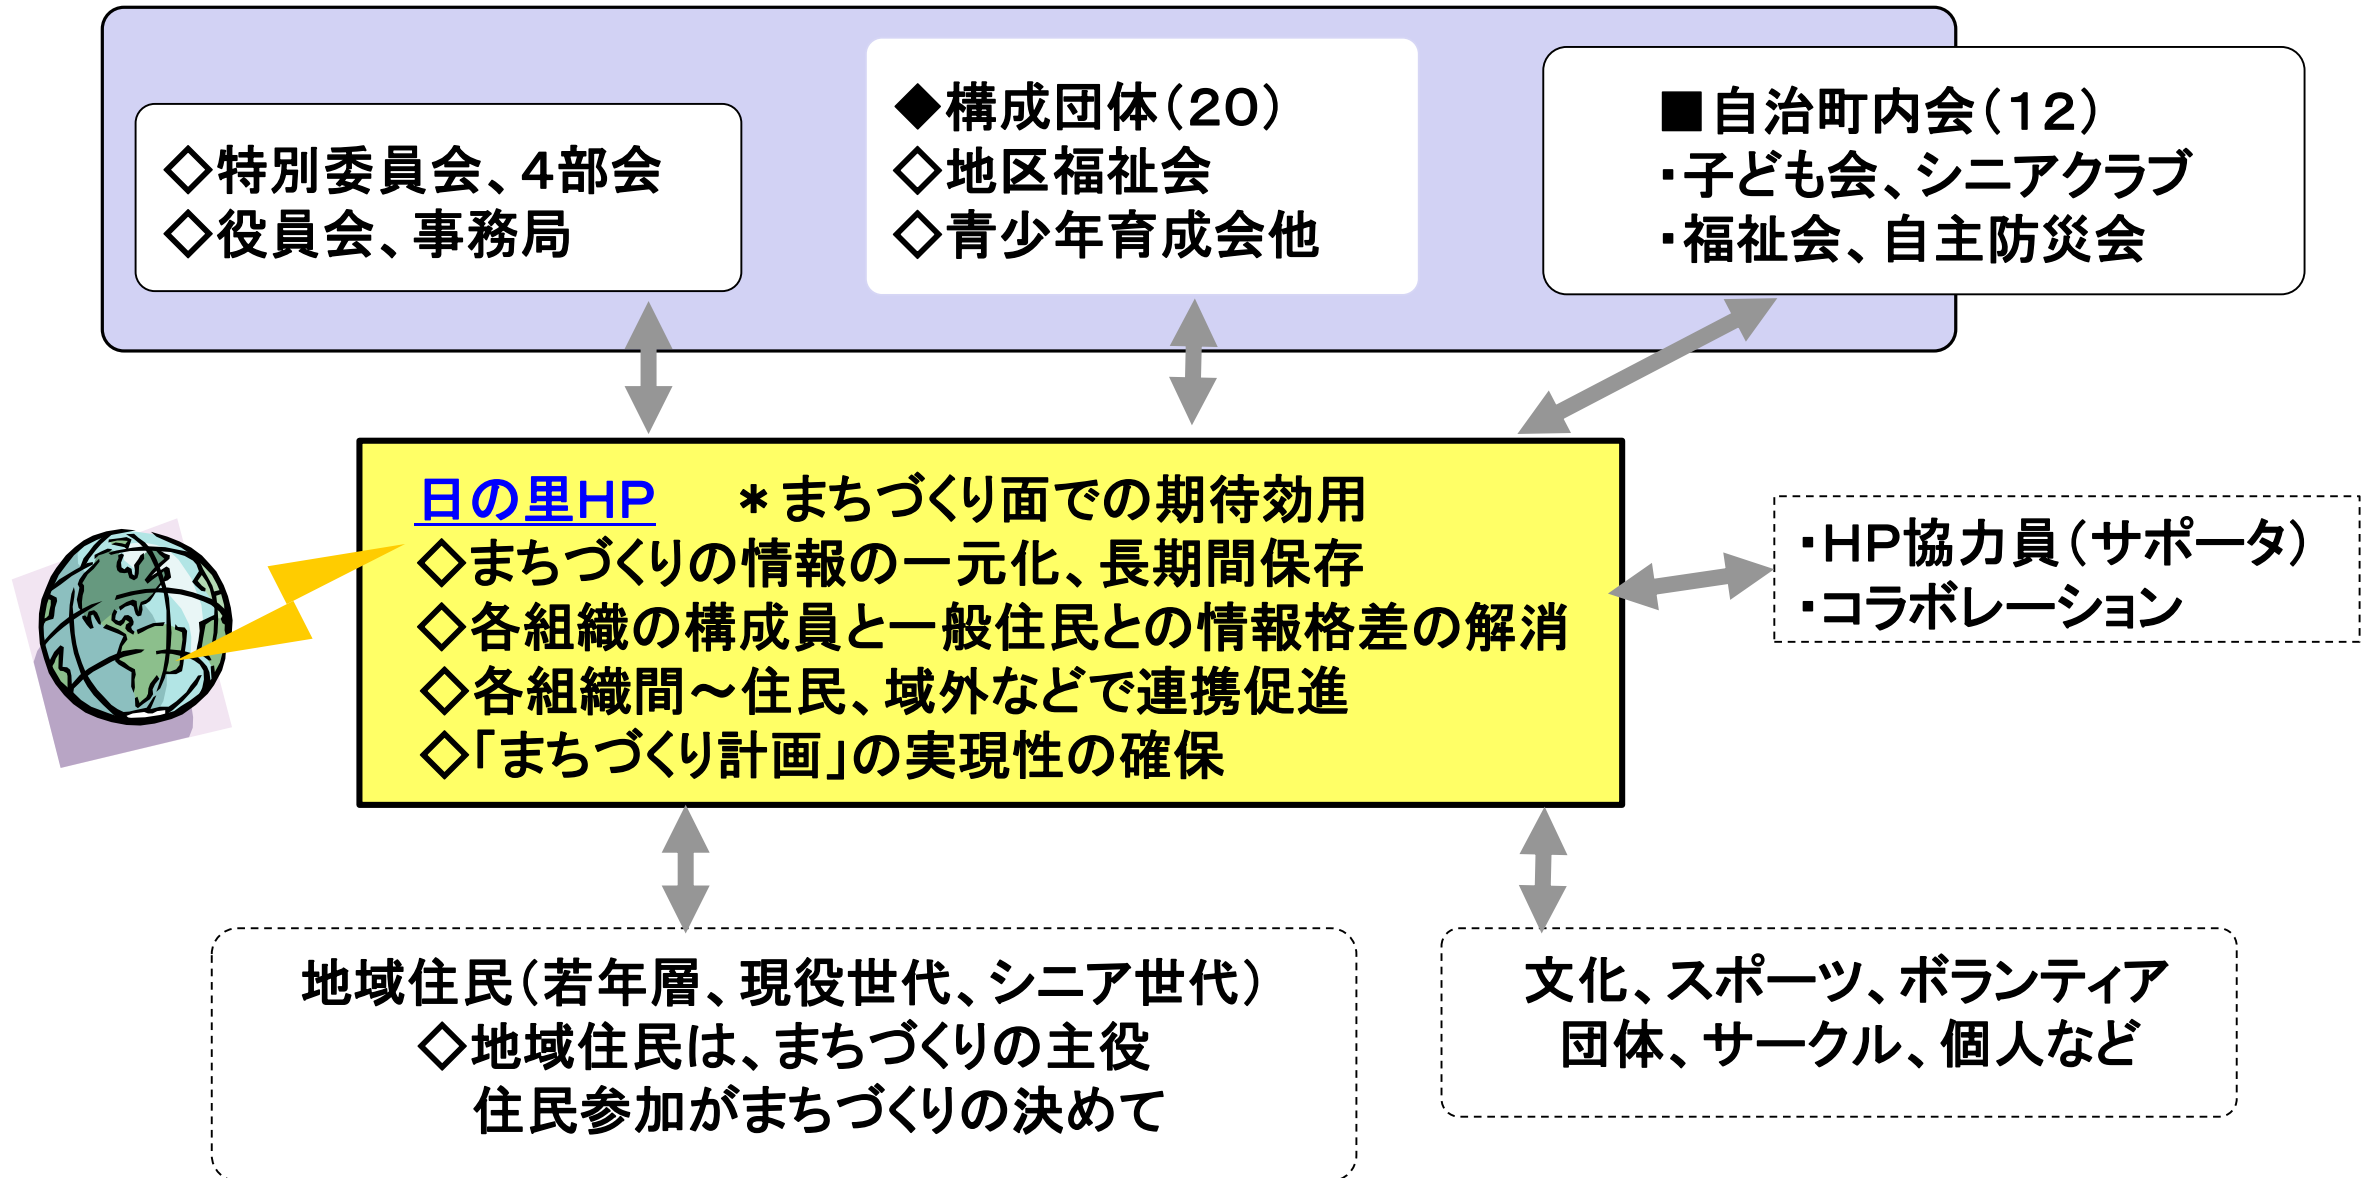 ◇特別委員会、4部会
◇役員会、事務局
◆構成団体（20）
◇地区福祉会
◇青少年育成会他
■自治町内会（12）
・子ども会、シニアクラブ
・福祉会、自主防災会
日の里HP　＊まちづくり面での期待効用
◇まちづくりの情報の一元化、長期間保存
◇各組織の構成員と一般住民との情報格差の解消
◇各組織間～住民、域外などで連携促進
◇「まちづくり計画」の実現性の確保
・HP協力員（サポータ）
・コラボレーション
地域住民（若年層、現役世代、シニア世代）
◇地域住民は、まちづくりの主役
住民参加がまちづくりの決めて
文化、スポーツ、ボランティア
団体、サークル、個人など